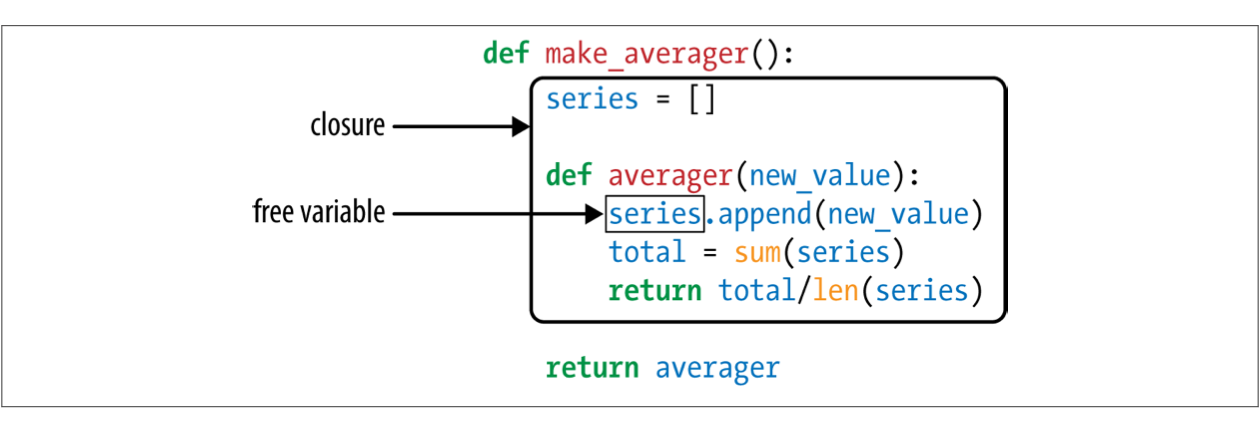 def make_averager():
series = []
closure
def averager(new_value):
free variable
series.append(new_value)
total = sum(series)
return total/len(series)
return averager